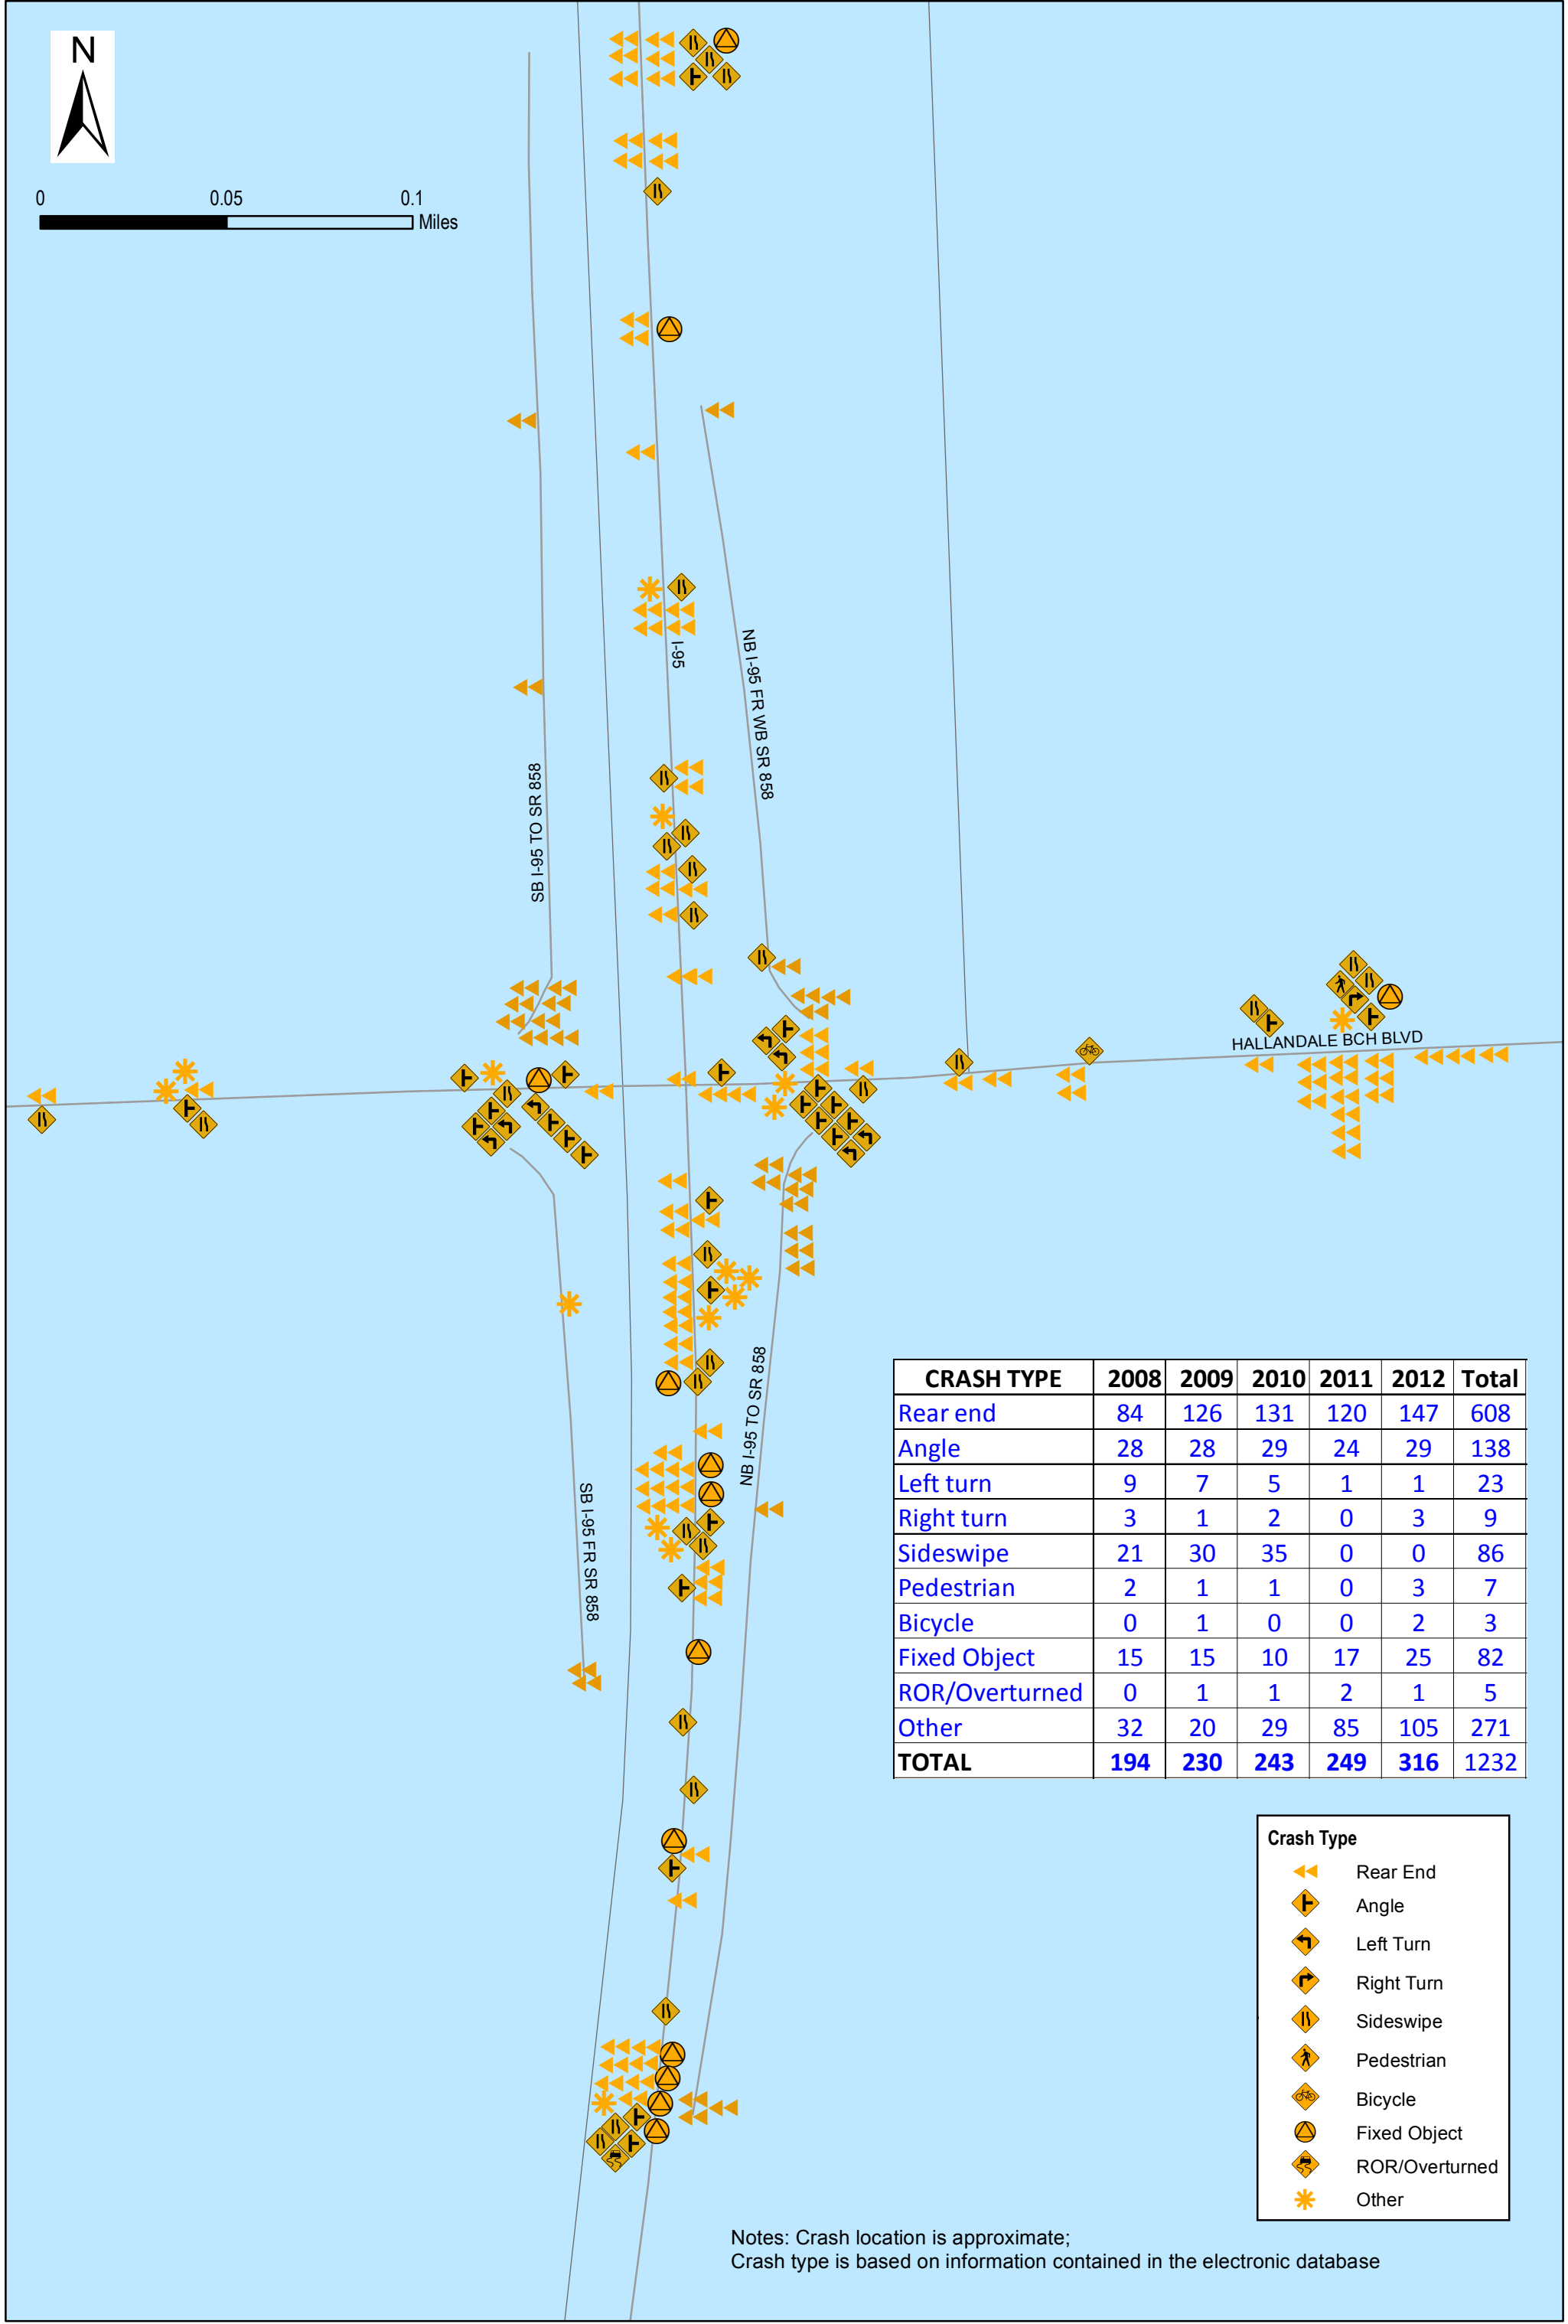 N
0 0.05 0.1
Miles
I-95
NB I-95 FR WB SR 858
SB I-95 TO SR 858
HALLANDALE BCH BLVD
NB I-95 TO SR 858
SB I-95 FR SR 858
CRASH TYPE 2008 2009 2010 2011 2012 Total
Rear end 84 126 131 120 147 608
Angle 28 28 29 24 29 138
Left turn 9 7 5 1 1 23
Right turn 3 1 2 0 3 9
Sideswipe 21 30 35 0 0 86
Pedestrian 2 1 1 0 3 7
Bicycle 0 1 0 0 2 3
Fixed Object 15 15 10 17 25 82
ROR/Overturned 0 1 1 2 1 5
Other 32 20 29 85 105 271
TOTAL 194 230 243 249 316 1232
Crash Type
Rear End
Angle
Left Turn
Right Turn
Sideswipe
Pedestrian
Bicycle
Fixed Object
ROR/Overturned
Other
Notes: Crash location is approximate;
Crash type is based on information contained in the electronic database